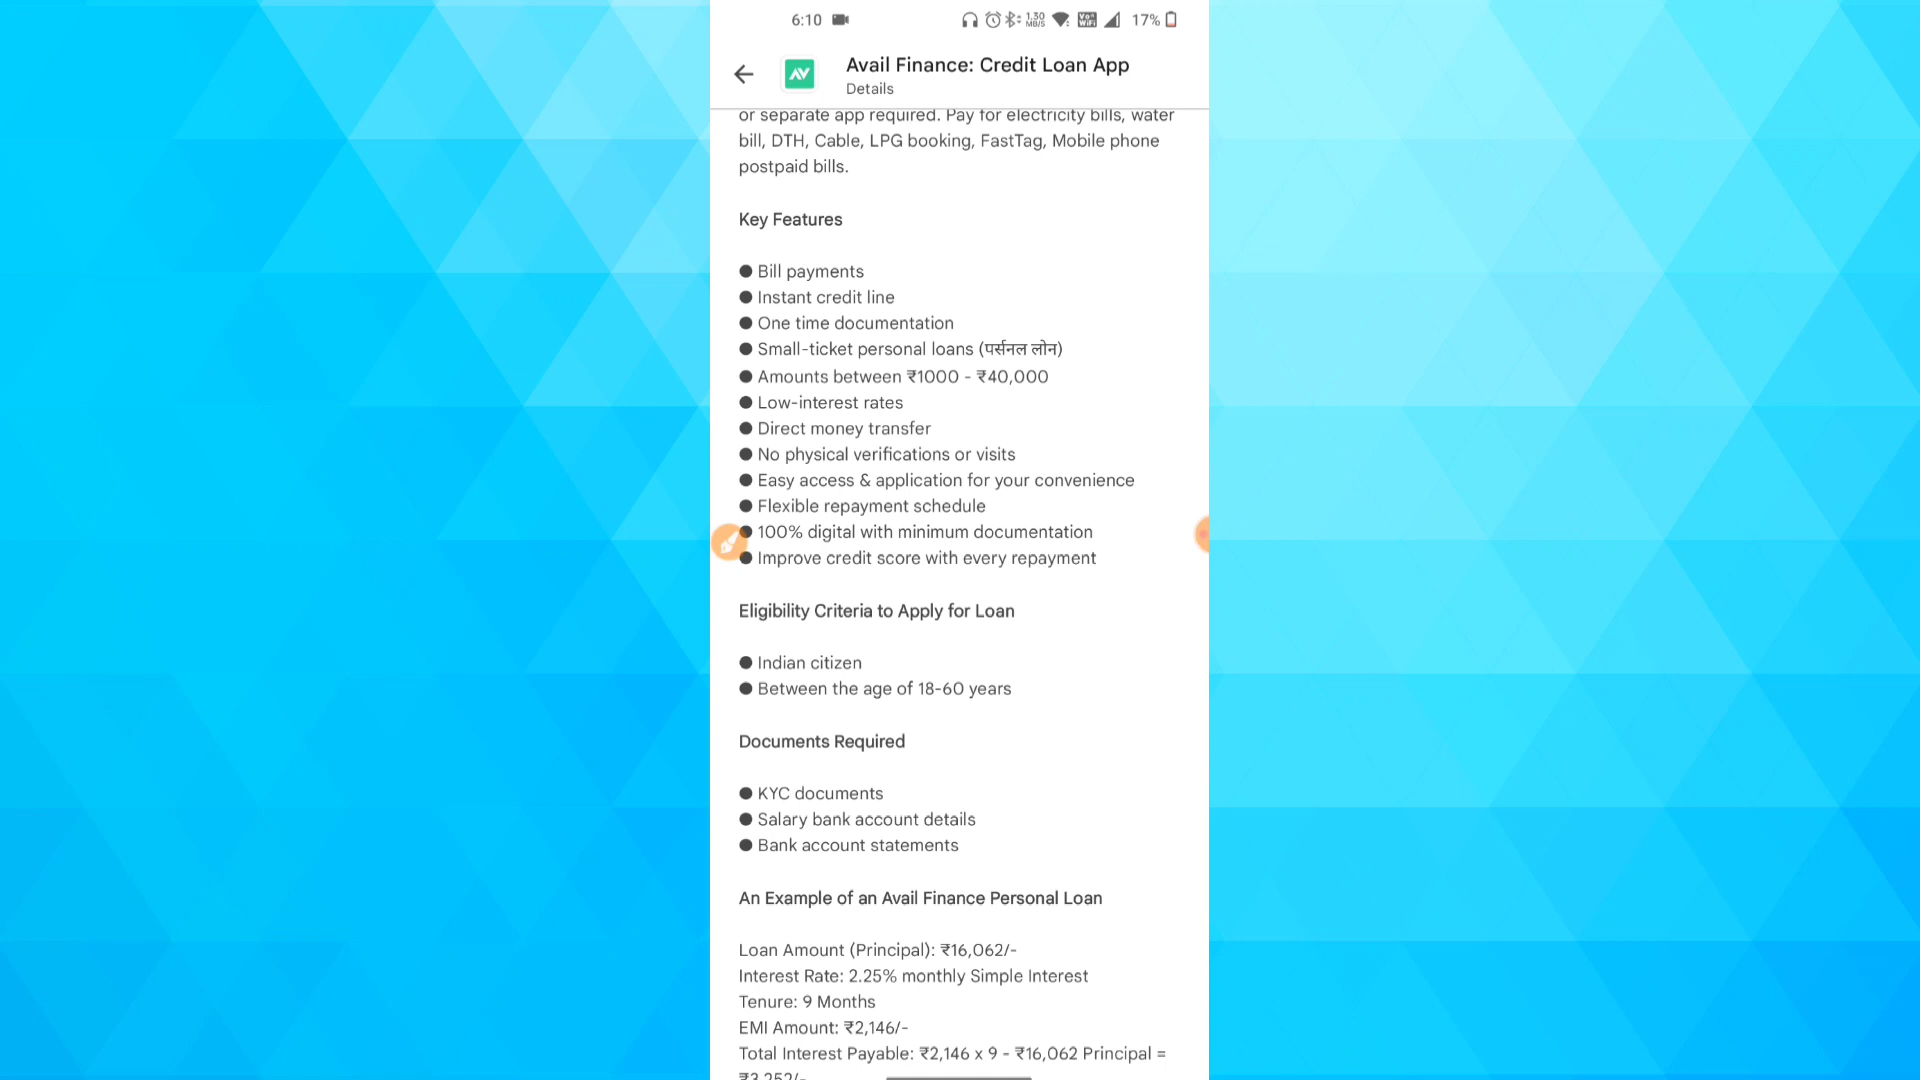 6:10 1.30 MB/S Vo WiFi 17%
Avail Finance: Credit Loan App
Details
or separate app required. Pay for electricity bills, water
bill, DTH, Cable, LPG booking, FastTag, Mobile phone
postpaid bills.
Key Features
● Bill payments
● Instant credit line
● One time documentation
● Small-ticket personal loans (पर्सनल लोन)
● Amounts between ₹1000 - ₹40,000
● Low-interest rates
● Direct money transfer
● No physical verifications or visits
● Easy access & application for your convenience
● Flexible repayment schedule
● 100% digital with minimum documentation
● Improve credit score with every repayment
Eligibility Criteria to Apply for Loan
● Indian citizen
● Between the age of 18-60 years
Documents Required
● KYC documents
● Salary bank account details
● Bank account statements
An Example of an Avail Finance Personal Loan
Loan Amount (Principal): ₹16,062/-
Interest Rate: 2.25% monthly Simple Interest
Tenure: 9 Months
EMI Amount: ₹2,146/-
Total Interest Payable: ₹2,146 x 9 - ₹16,062 Principal =
₹3,252/-